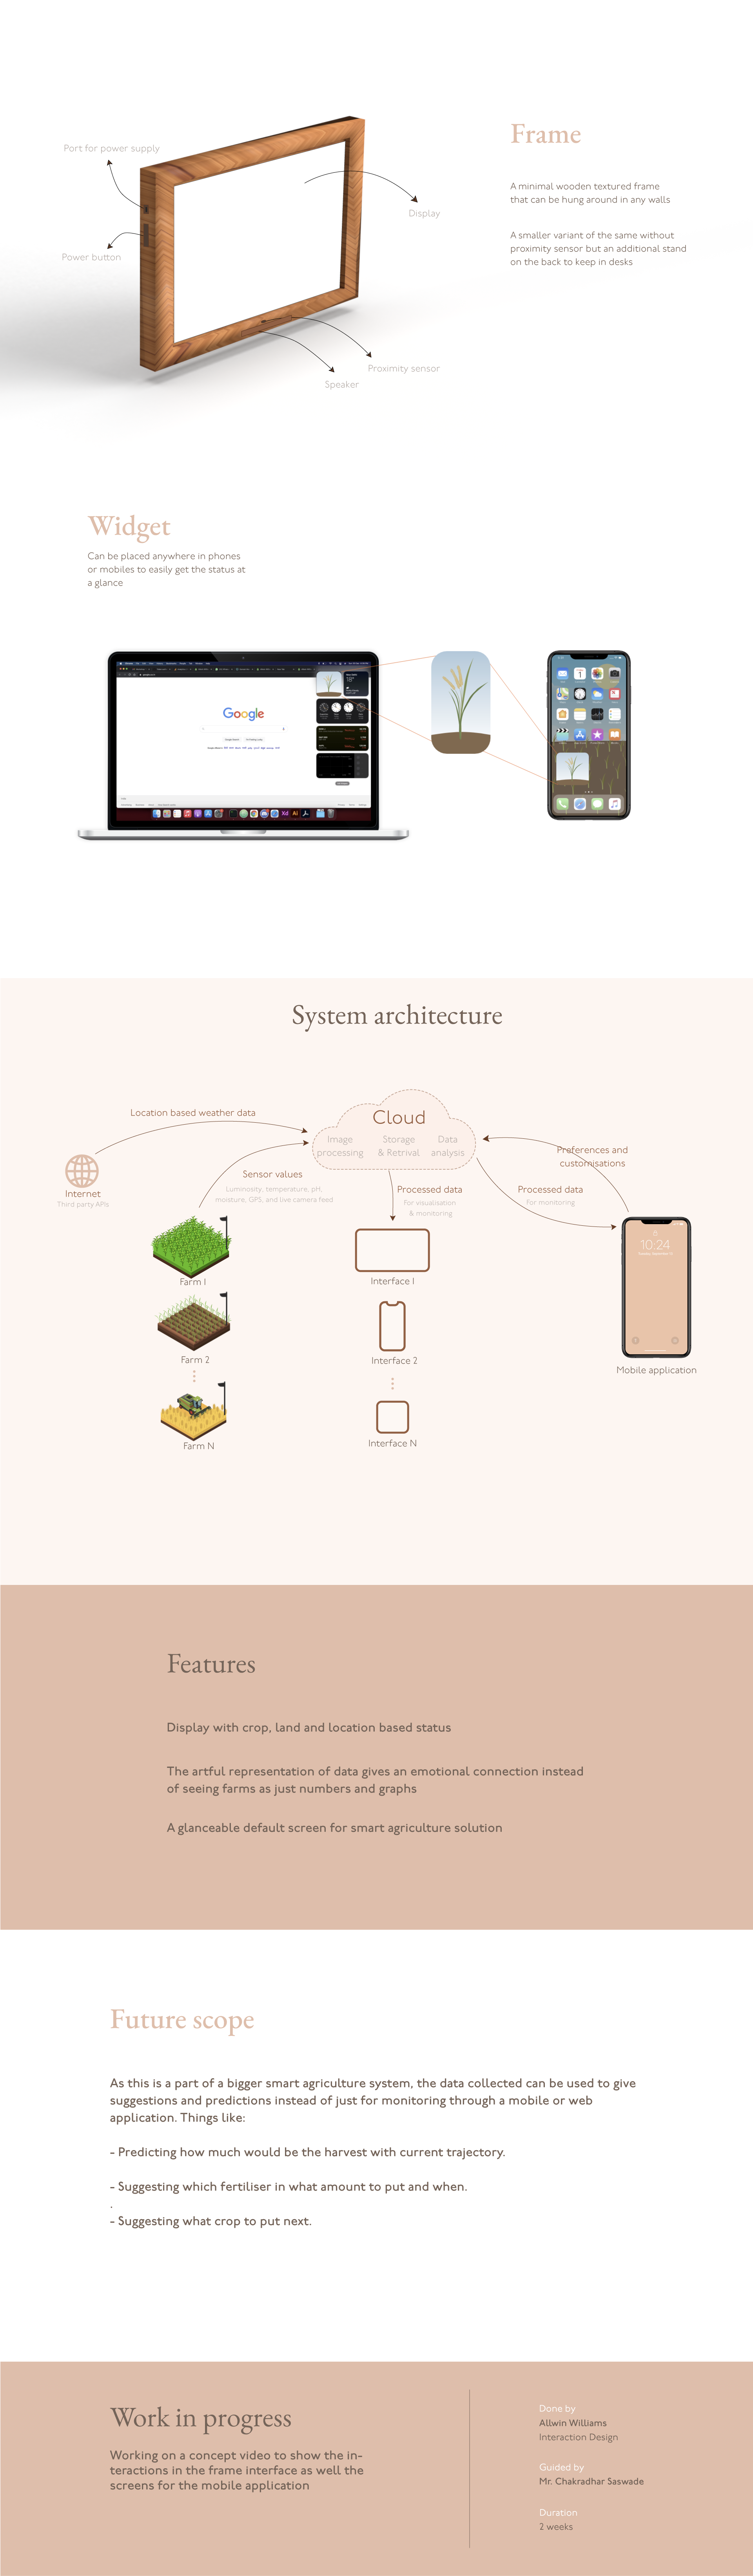 Frame
Port for power supply
A minimal wooden textured frame
that can be hung around in any walls
Display
A smaller variant of the same without
proximity sensor but an additional stand
on the back to keep in desks
Power button
Proximity sensor
Speaker
Widget
Can be placed anywhere in phones
or mobiles to easily get the status at
a glance
Google
System architecture
Cloud
Image
processing
Storage
& Retrival
Data
analysis
Location based weather data
Preferences and
customisations
Internet
Third party APIs
Sensor values
Luminosity, temperature, pH,
moisture, GPS, and live camera feed
Processed data
For visualisation
& monitoring
Processed data
For monitoring
10:24
Farm 1
Interface 1
Farm 2
Interface 2
Mobile application
Farm N
Interface N
Features
Display with crop, land and location based status
The artful representation of data gives an emotional connection instead
of seeing farms as just numbers and graphs
A glanceable default screen for smart agriculture solution
Future scope
As this is a part of a bigger smart agriculture system, the data collected can be used to give
suggestions and predictions instead of just for monitoring through a mobile or web
application. Things like:
- Predicting how much would be the harvest with current trajectory.
- Suggesting which fertiliser in what amount to put and when.
.
- Suggesting what crop to put next.
Work in progress
Working on a concept video to show the in-
teractions in the frame interface as well the
screens for the mobile application
Done by
Allwin Williams
Interaction Design
Guided by
Mr. Chakradhar Saswade
Duration
2 weeks